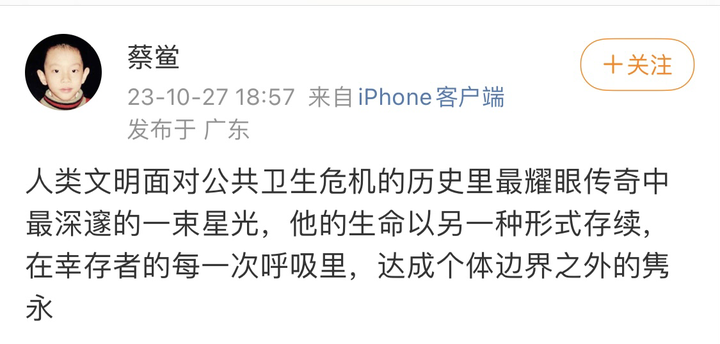 蔡鲎
+关注
23-10-27 18:57 来自 iPhone客户端
发布于 广东
人类文明面对公共卫生危机的历史里最耀眼传奇中
最深邃的一束星光，他的生命以另一种形式存续，
在幸存者的每一次呼吸里，达成个体边界之外的隽
永